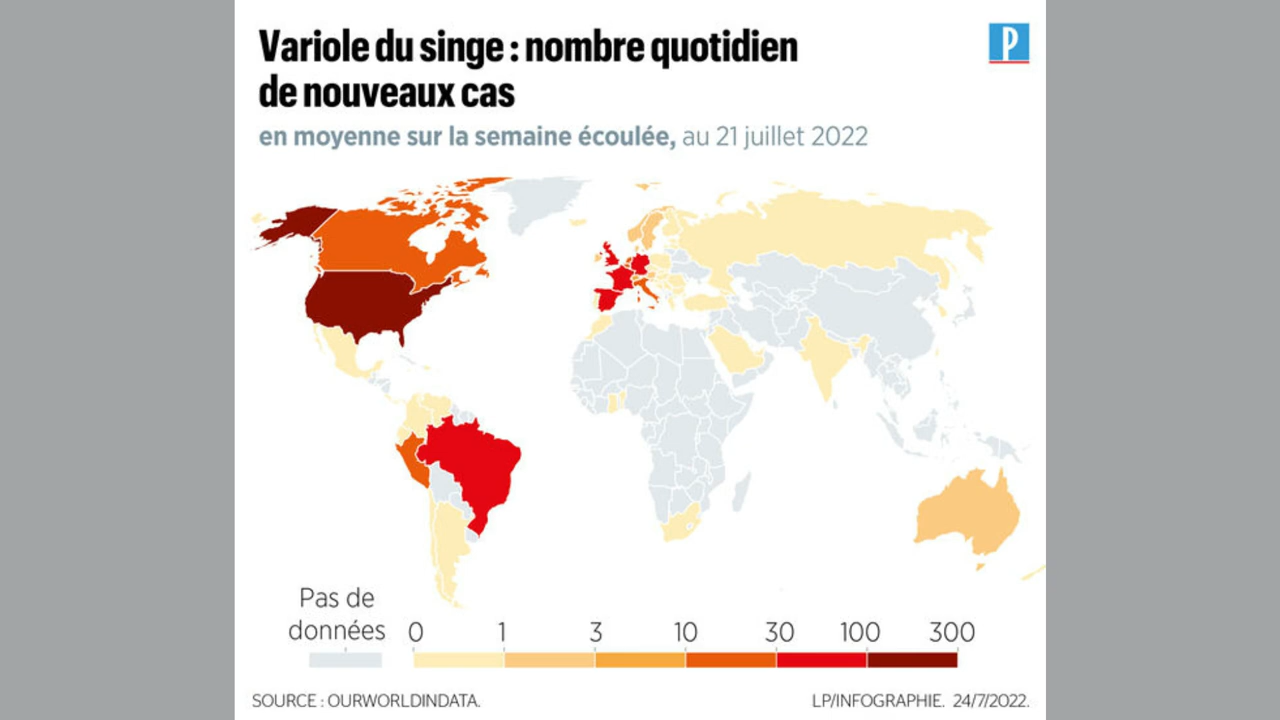 Variole du singe : nombre quotidien
de nouveaux cas
P
en moyenne sur la semaine écoulée, au 21 juillet 2022
Pas de
données
0 1 3 10 30 100 300
SOURCE : OURWORLDINDATA.
LP/INFOGRAPHIE. 24/7/2022.